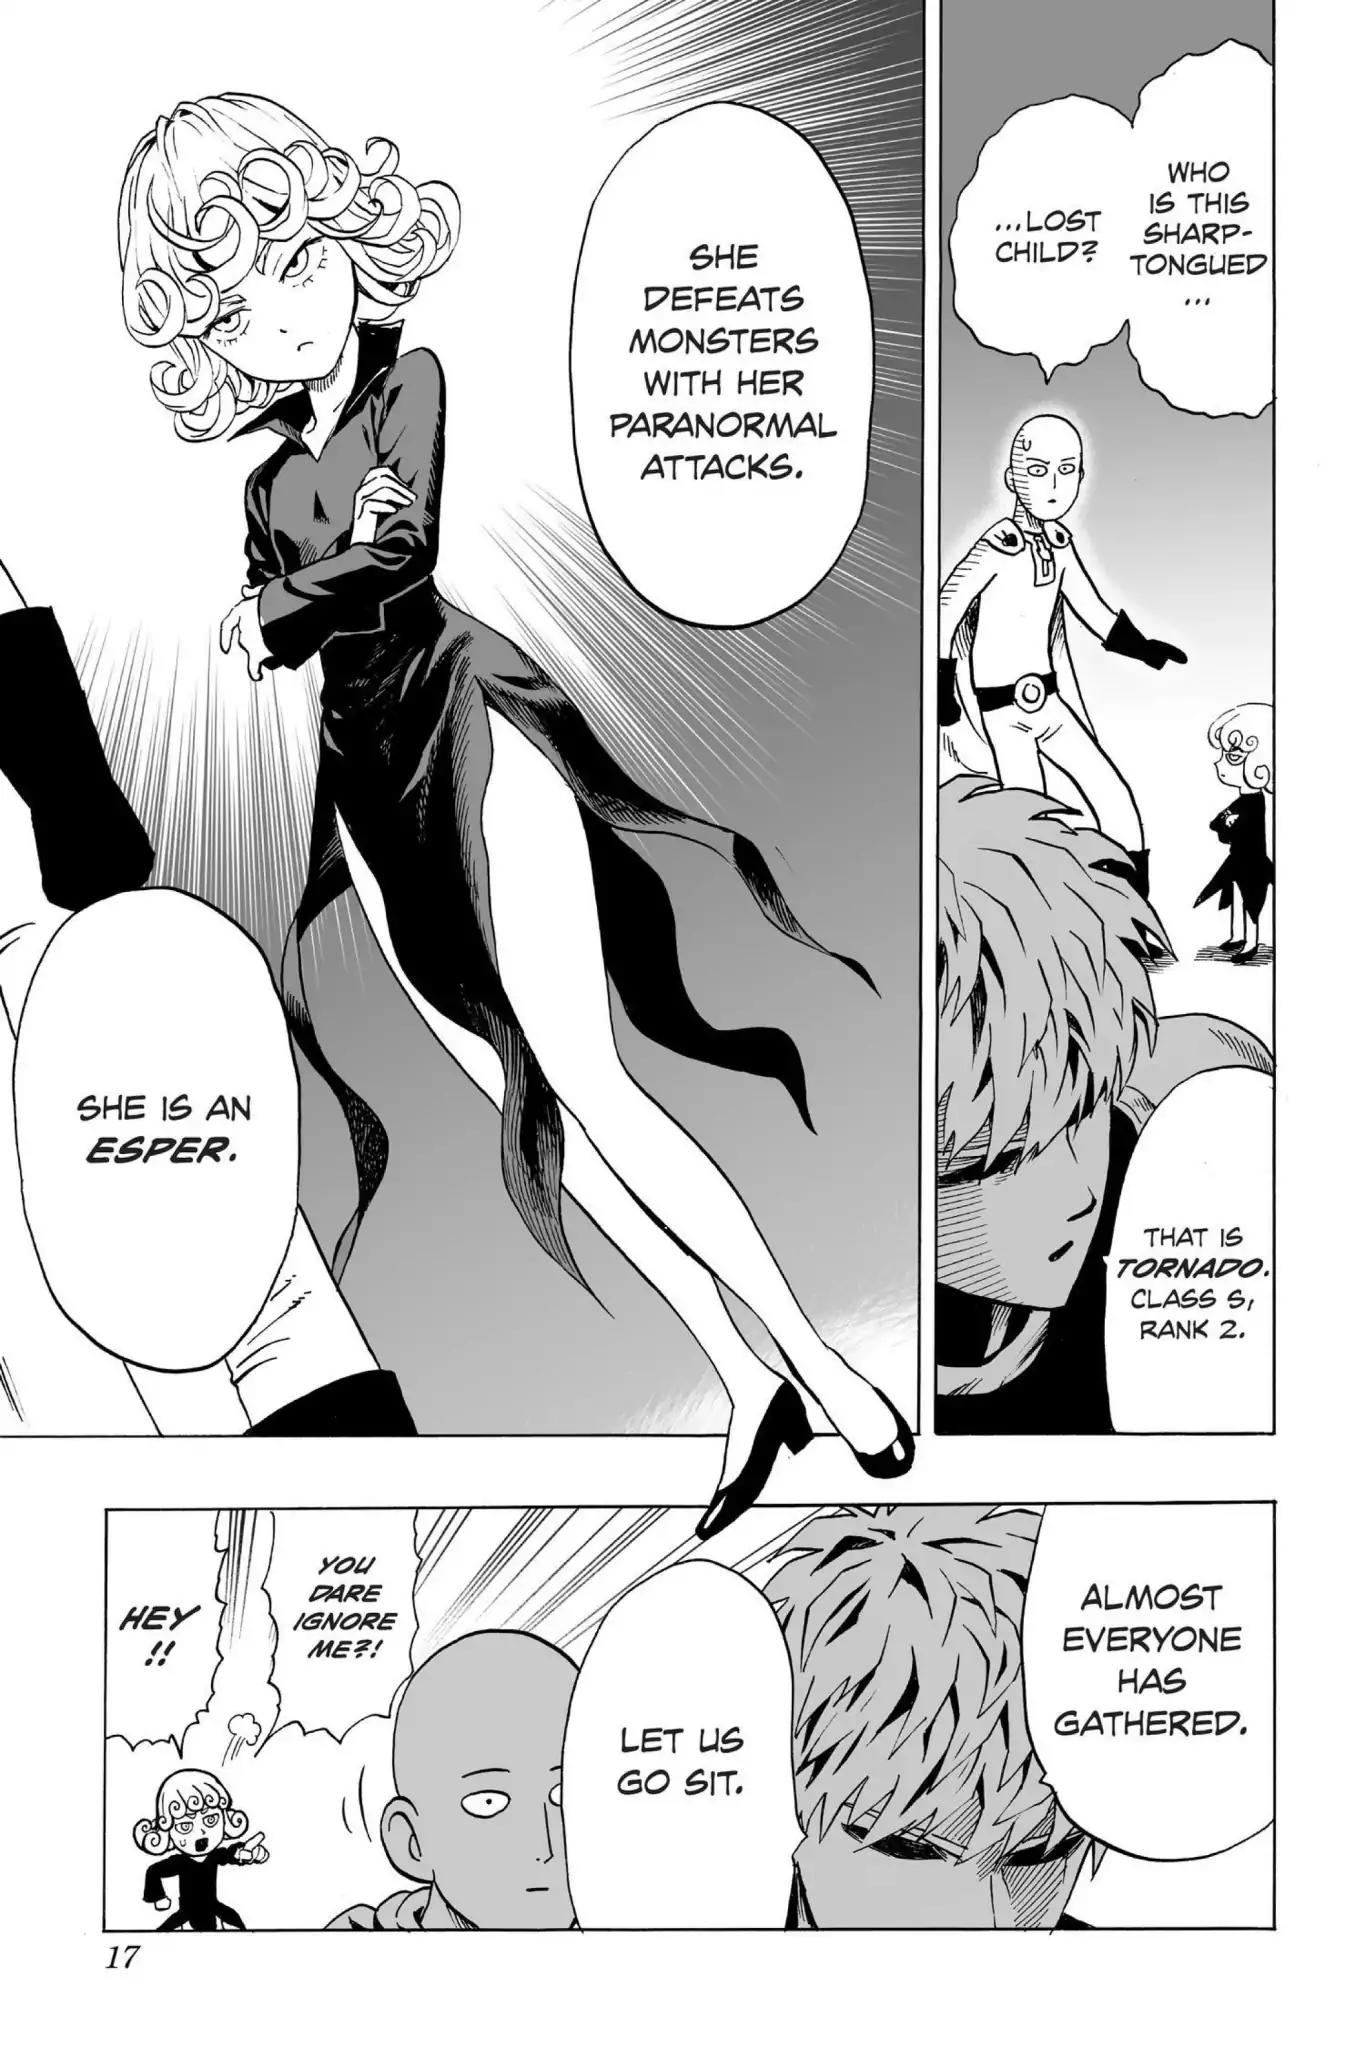 WHO
IS THIS
SHARP-
TONGUED
...
...LOST
CHILD?
THAT IS
TORNADO.
CLASS S,
RANK 2.
SHE
DEFEATS
MONSTERS
WITH HER
PARANORMAL
ATTACKS.
SHE IS AN
ESPER.
ALMOST
EVERYONE
HAS
GATHERED.
LET US
GO SIT.
YOU
DARE
IGNORE
ME?!
HEY
!!
17